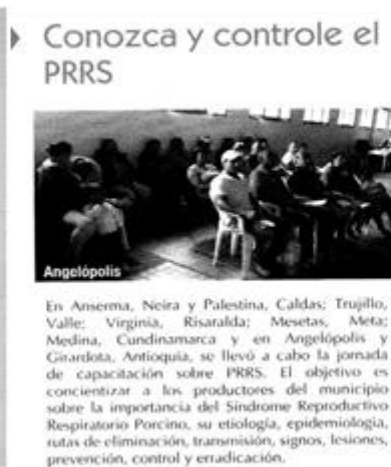 Conozca y controle el
PRRS
Angelópolis
En Anserma, Neira y Palestina, Caldas; Trujillo,
Valle; Virginia, Risaralda; Mesetas, Meta;
Medina, Cundinamarca y en Angelópolis y
Girardota, Antioquia, se llevó a cabo la jornada
de capacitación sobre PRRS. El objetivo es
concientizar a los productores del municipio
sobre la importancia del Síndrome Reproductivo
Respiratorio Porcino, su etiología, epidemiología,
rutas de eliminación, transmisión, signos, lesiones,
prevención, control y erradicación.